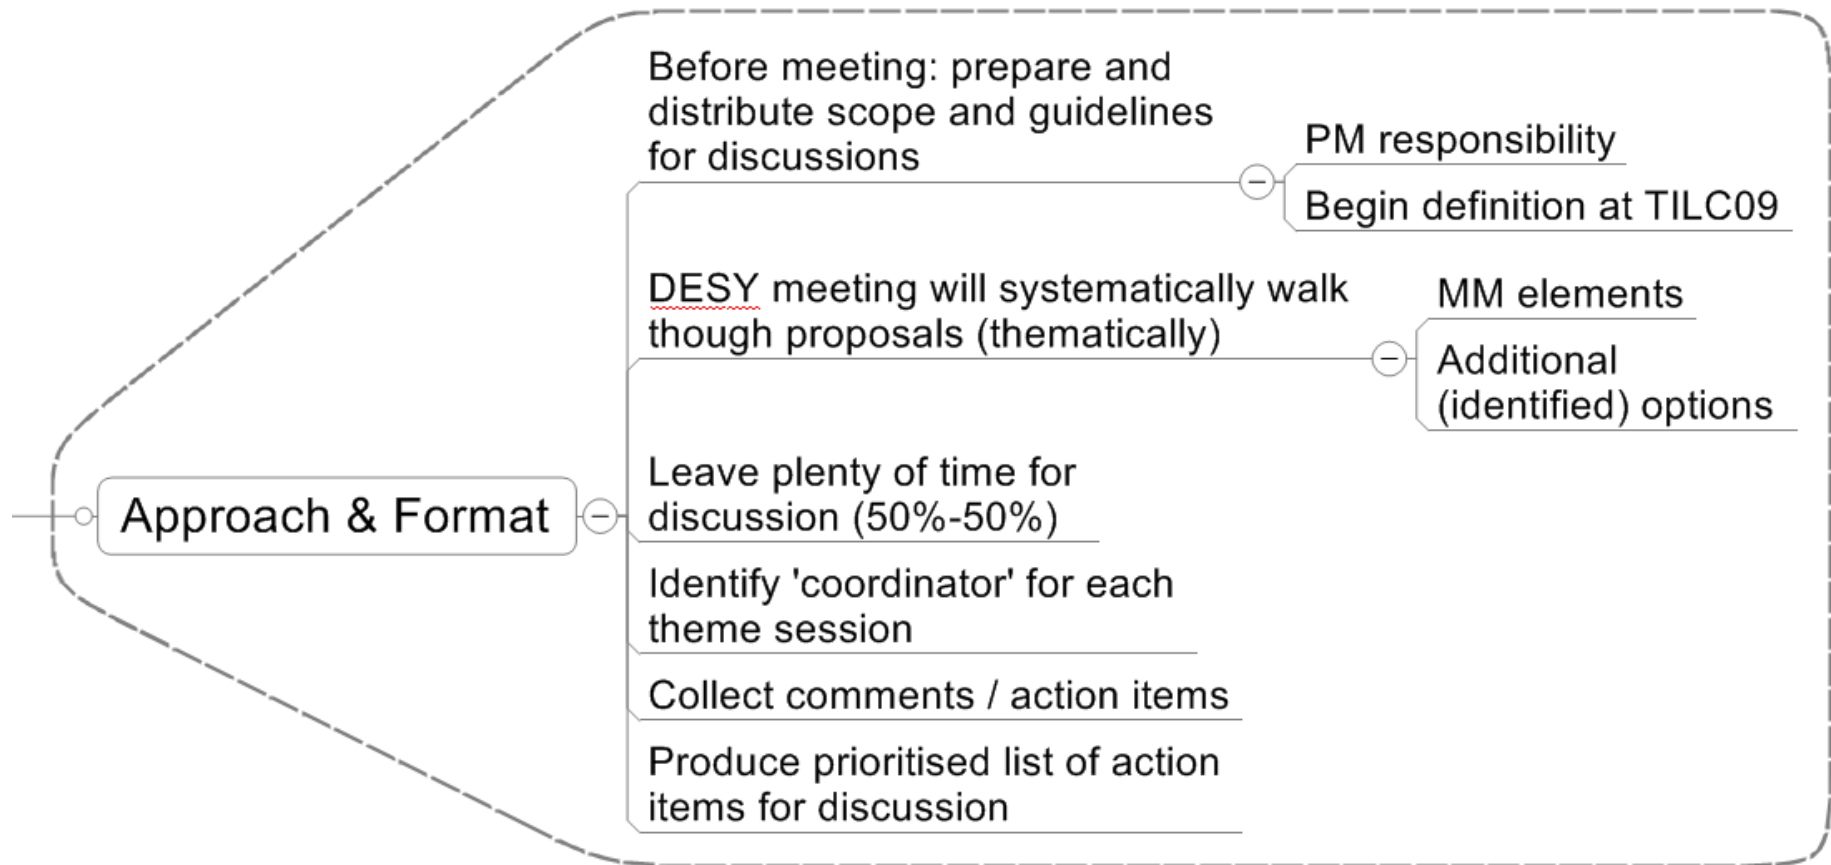 Before meeting: prepare and
distribute scope and guidelines
for discussions
PM responsibility
Begin definition at TILC09
DESY meeting will systematically walk
though proposals (thematically)
MM elements
Additional
(identified) options
Approach & Format
Leave plenty of time for
discussion (50%-50%)
Identify 'coordinator' for each
theme session
Collect comments / action items
Produce prioritised list of action
items for discussion